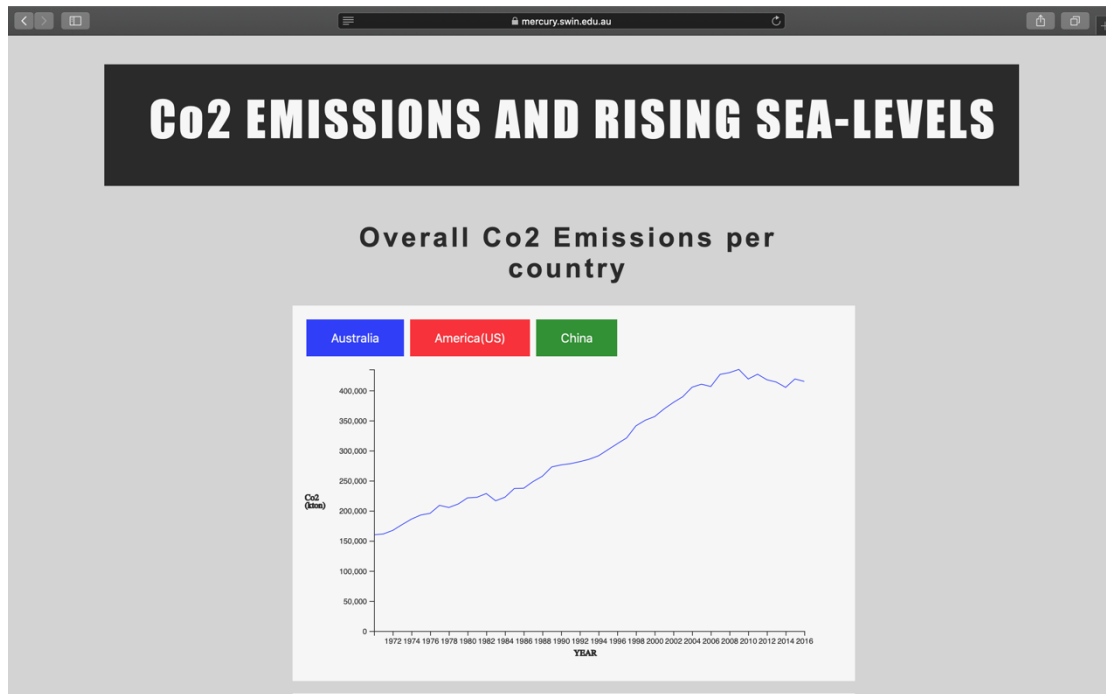 mercury.swin.edu.au
Co2 EMISSIONS AND RISING SEA-LEVELS
Overall Co2 Emissions per
country
Australia America(US) China
400,000
350,000
300,000
250,000
Co2
(kton)
200,000
150,000
100,000
50,000
0
1972 1974 1976 1978 1980 1982 1984 1986 1988 1990 1992 1994 1996 1998 2000 2002 2004 2006 2008 2010 2012 2014 2016
YEAR